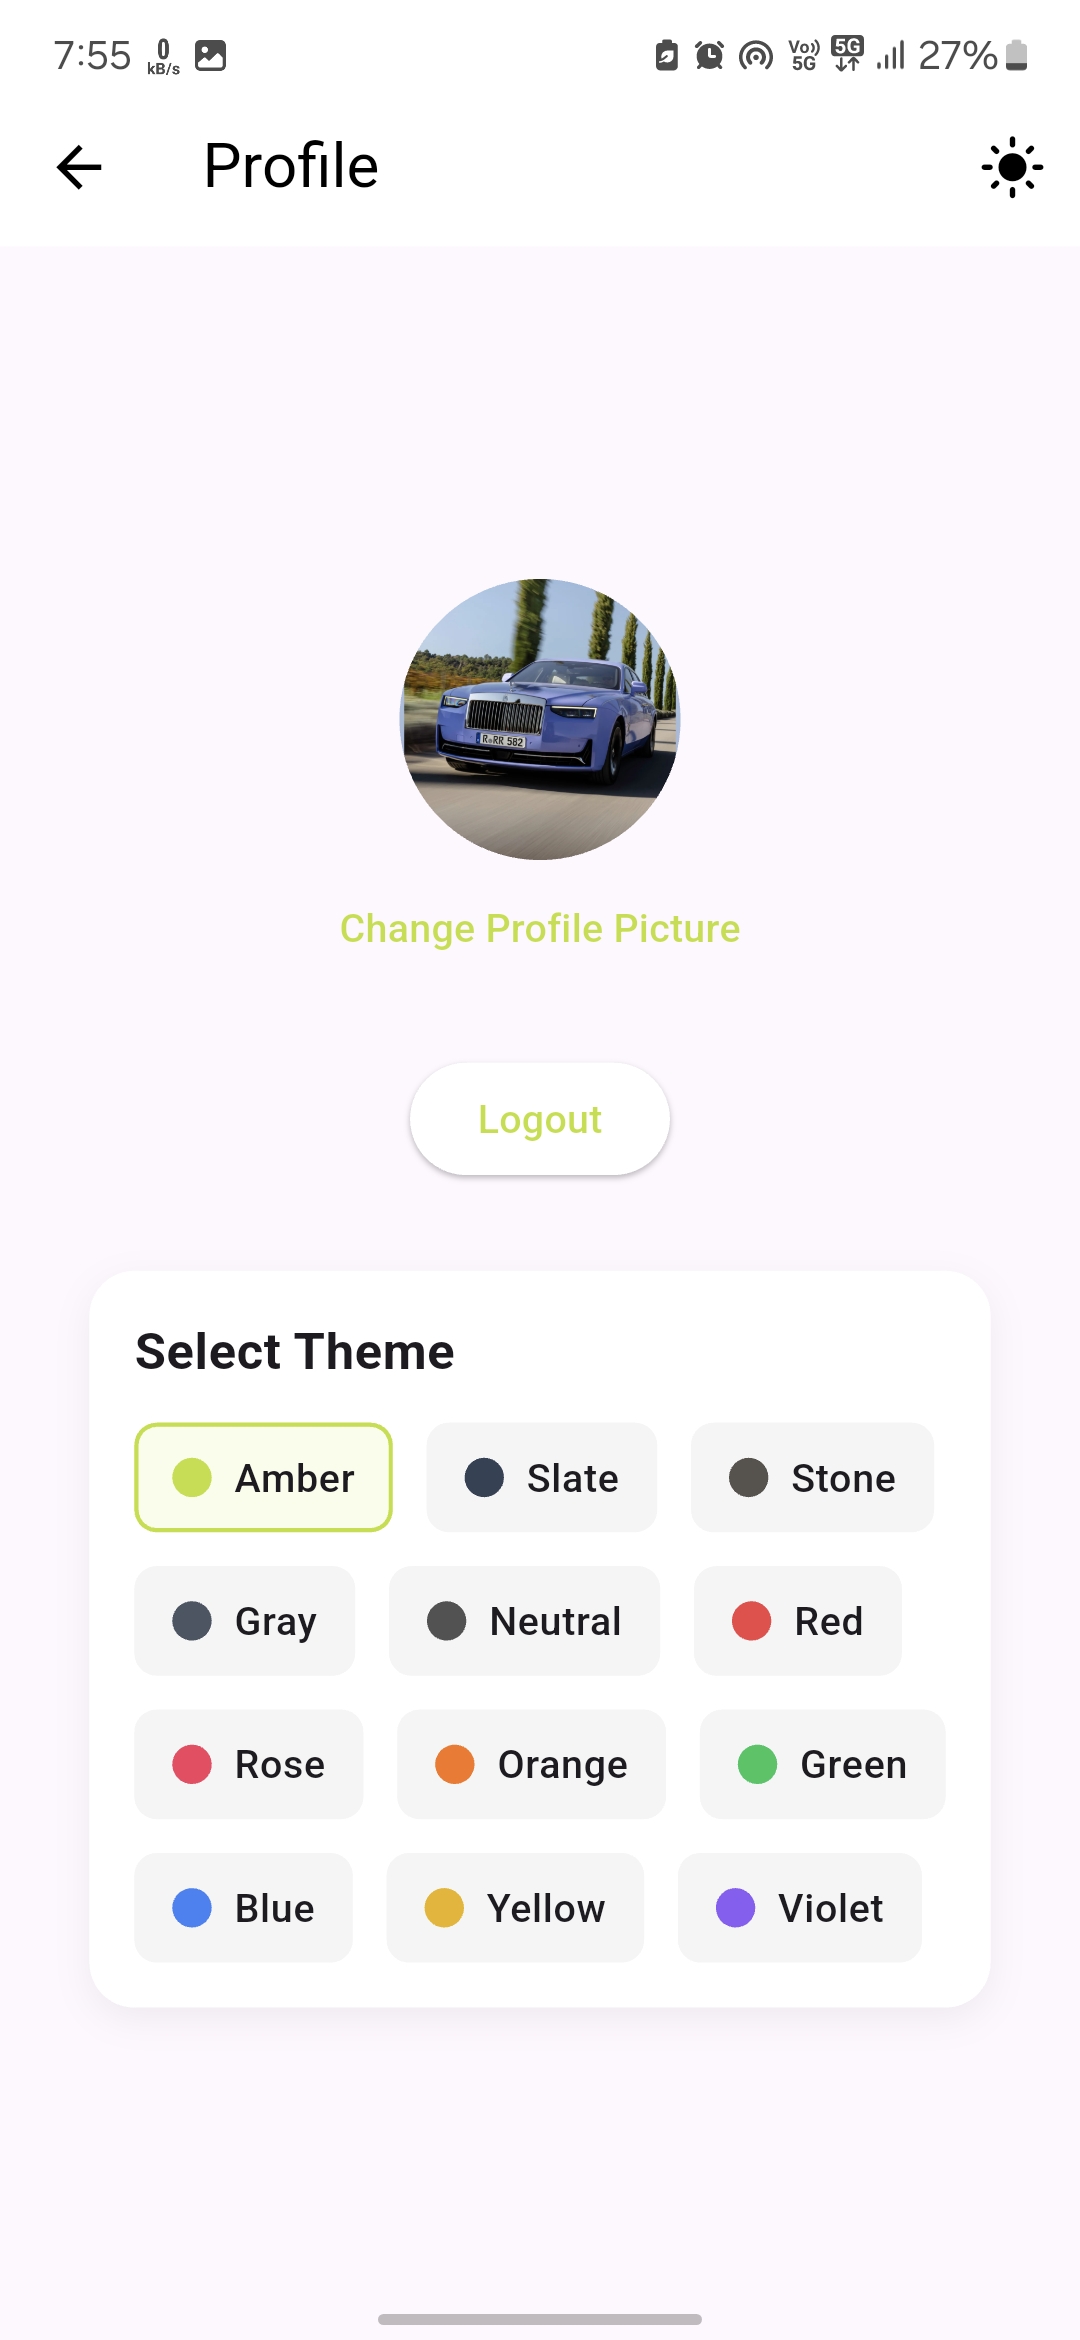 7:55 0 kB/s Vo) 5G 5G 27%
Profile
R RR 582
Change Profile Picture
Logout
Select Theme
Amber Slate Stone
Gray Neutral Red
Rose Orange Green
Blue Yellow Violet